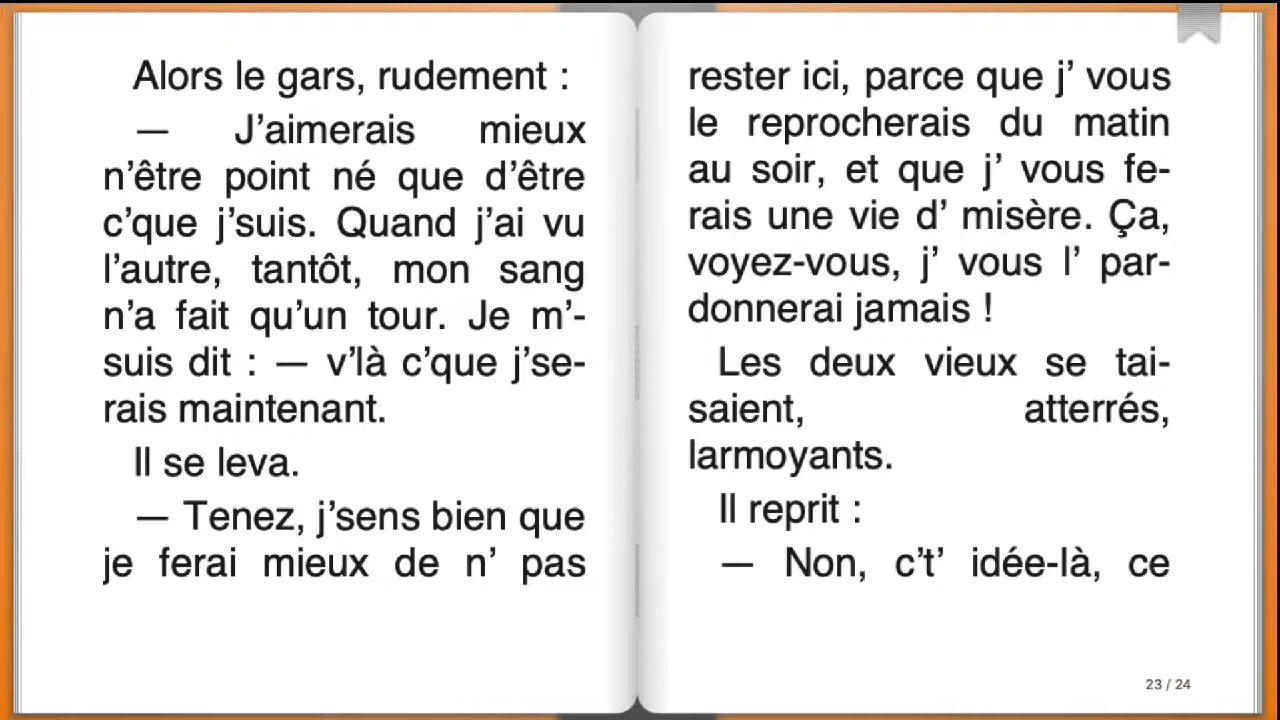 Alors le gars, rudement :
— J’aimerais mieux
n’être point né que d’être
c’que j’suis. Quand j’ai vu
l’autre, tantôt, mon sang
n’a fait qu’un tour. Je m’-
suis dit : — v’là c’que j’se-
rais maintenant.
Il se leva.
— Tenez, j’sens bien que
je ferai mieux de n’ pas
rester ici, parce que j’ vous
le reprocherais du matin
au soir, et que j’ vous fe-
rais une vie d’ misère. Ça,
voyez-vous, j’ vous l’ par-
donnerai jamais !
Les deux vieux se tai-
saient, atterrés,
larmoyants.
Il reprit :
— Non, c’t’ idée-là, ce
23 / 24